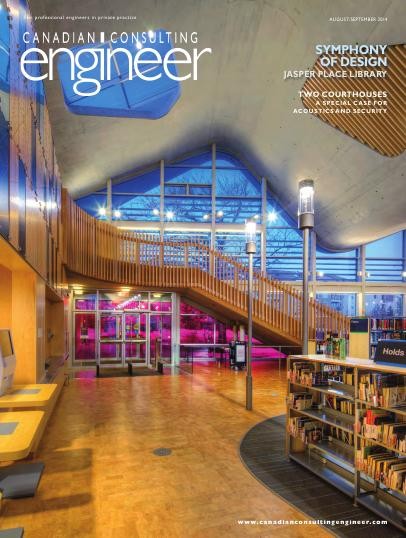 for professional engineers in private practice
AUGUST/SEPTEMBER 2014
CANADIAN CONSULTING
engineer
SYMPHONY
OF DESIGN
JASPER PLACE LIBRARY
TWO COURTHOUSES
A SPECIAL CASE FOR
ACOUSTICS AND SECURITY
Holds
www.canadianconsultingengineer.com